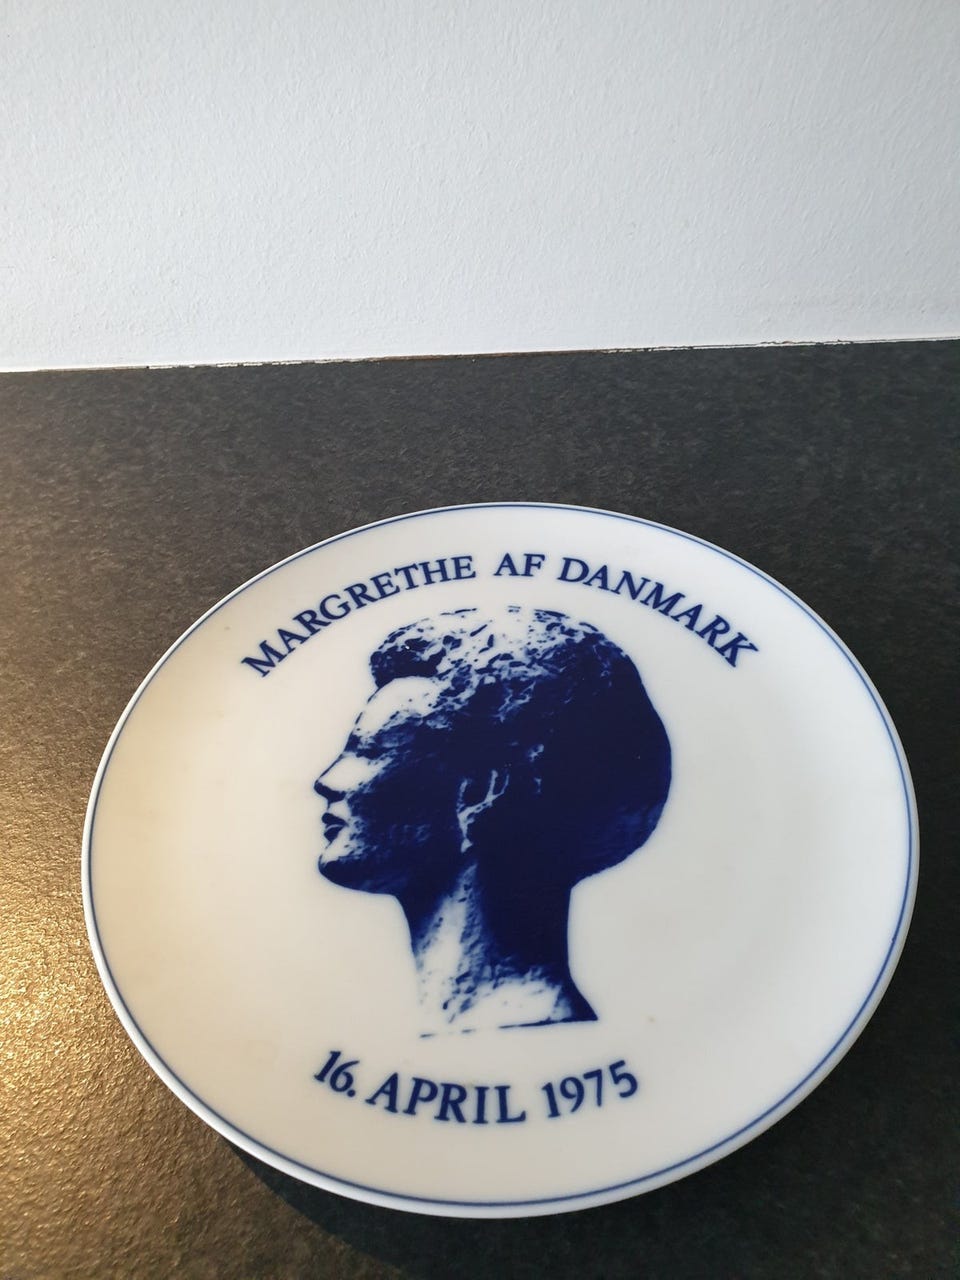 MARGRETHE AF DANMARK
16. APRIL 1975